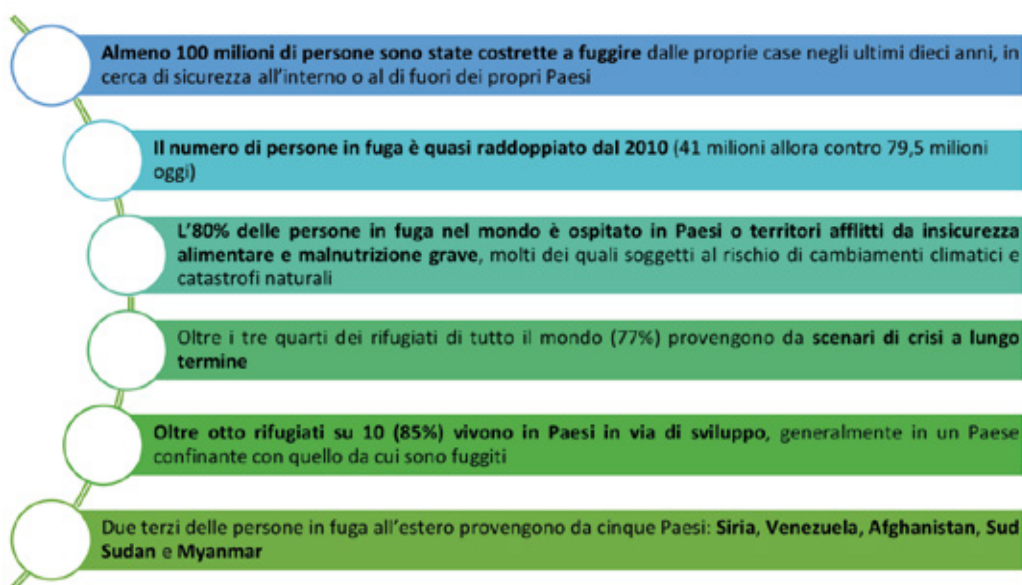 Almeno 100 milioni di persone sono state costrette a fuggire dalle proprie case negli ultimi dieci anni, in
cerca di sicurezza all'interno o al di fuori dei propri Paesi
Il numero di persone in fuga è quasi raddoppiato dal 2010 (41 milioni allora contro 79,5 milioni
oggi)
L'80% delle persone in fuga nel mondo è ospitato in Paesi o territori afflitti da insicurezza
alimentare e malnutrizione grave, molti dei quali soggetti al rischio di cambiamenti climatici e
catastrofi naturali
Oltre i tre quarti dei rifugiati di tutto il mondo (77%) provengono da scenari di crisi a lungo
termine
Oltre otto rifugiati su 10 (85%) vivono in Paesi in via di sviluppo, generalmente in un Paese
confinante con quello da cui sono fuggiti
Due terzi delle persone in fuga all'estero provengono da cinque Paesi: Siria, Venezuela, Afghanistan, Sud
Sudan e Myanmar